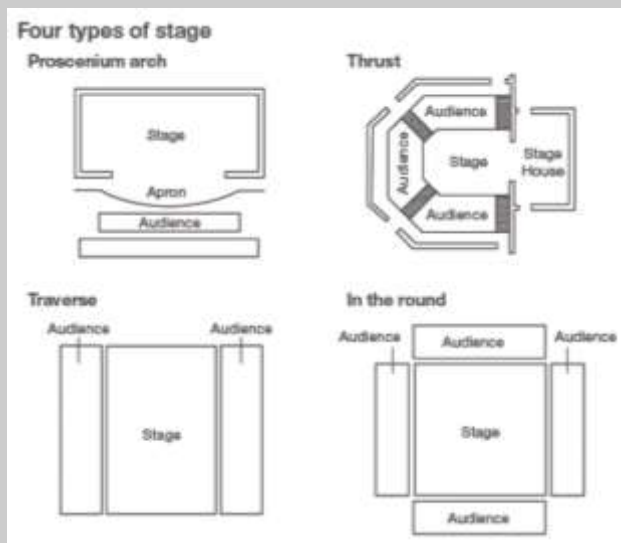 Four types of stage
Proscenium arch
Stage
Apron
Audience
Thrust
Audience
Audience
Stage
Stage
House
Audience
Traverse
Audience
Audience
Stage
In the round
Audience
Audience
Audience
Stage
Audience